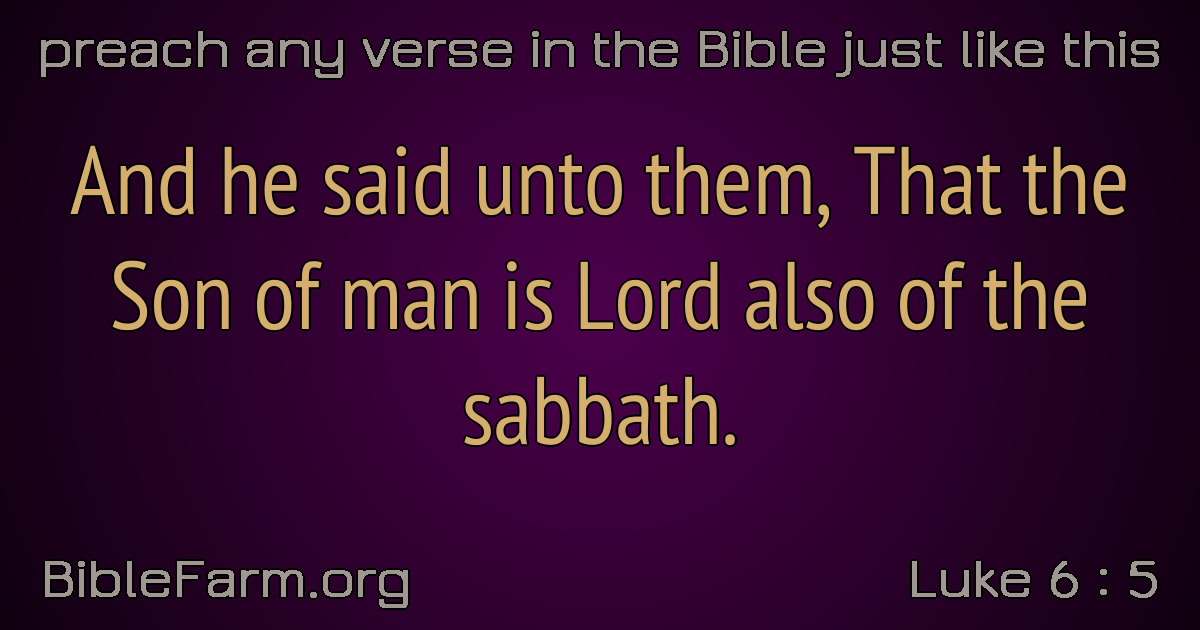 preach any verse in the Bible just like this
And he said unto them, That the
Son of man is Lord also of the
sabbath.
BibleFarm.org
Luke 6 : 5